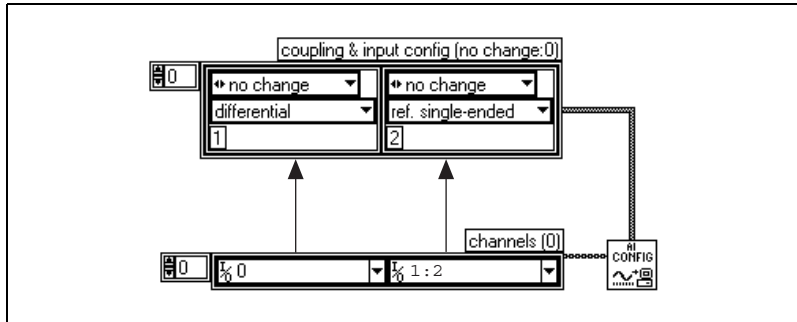 coupling & input config (no change:0)
0
no change no change
differential ref. single-ended
1 2
channels (0)
0 I/O 0 I/O 1:2
AI
CONFIG